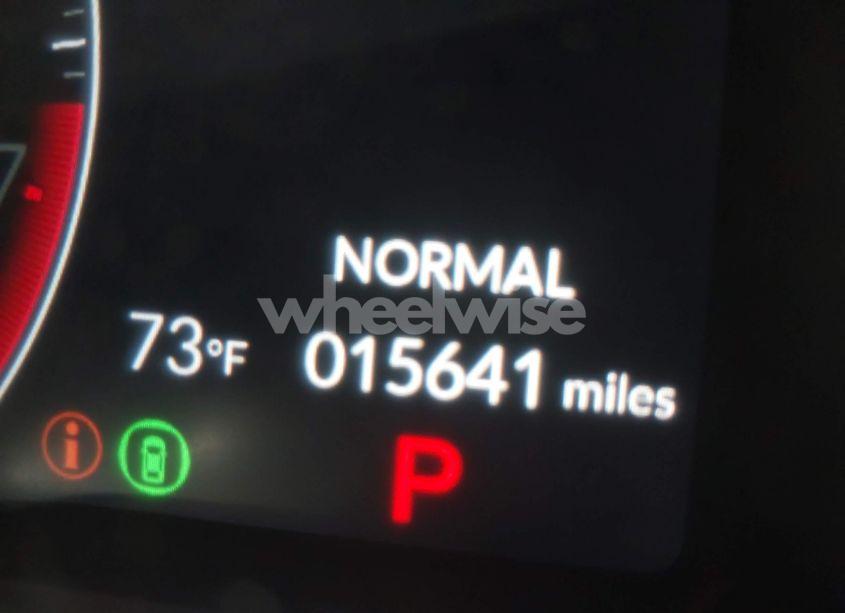 NORMAL
wheelwise
73°F 015641 miles
i
P